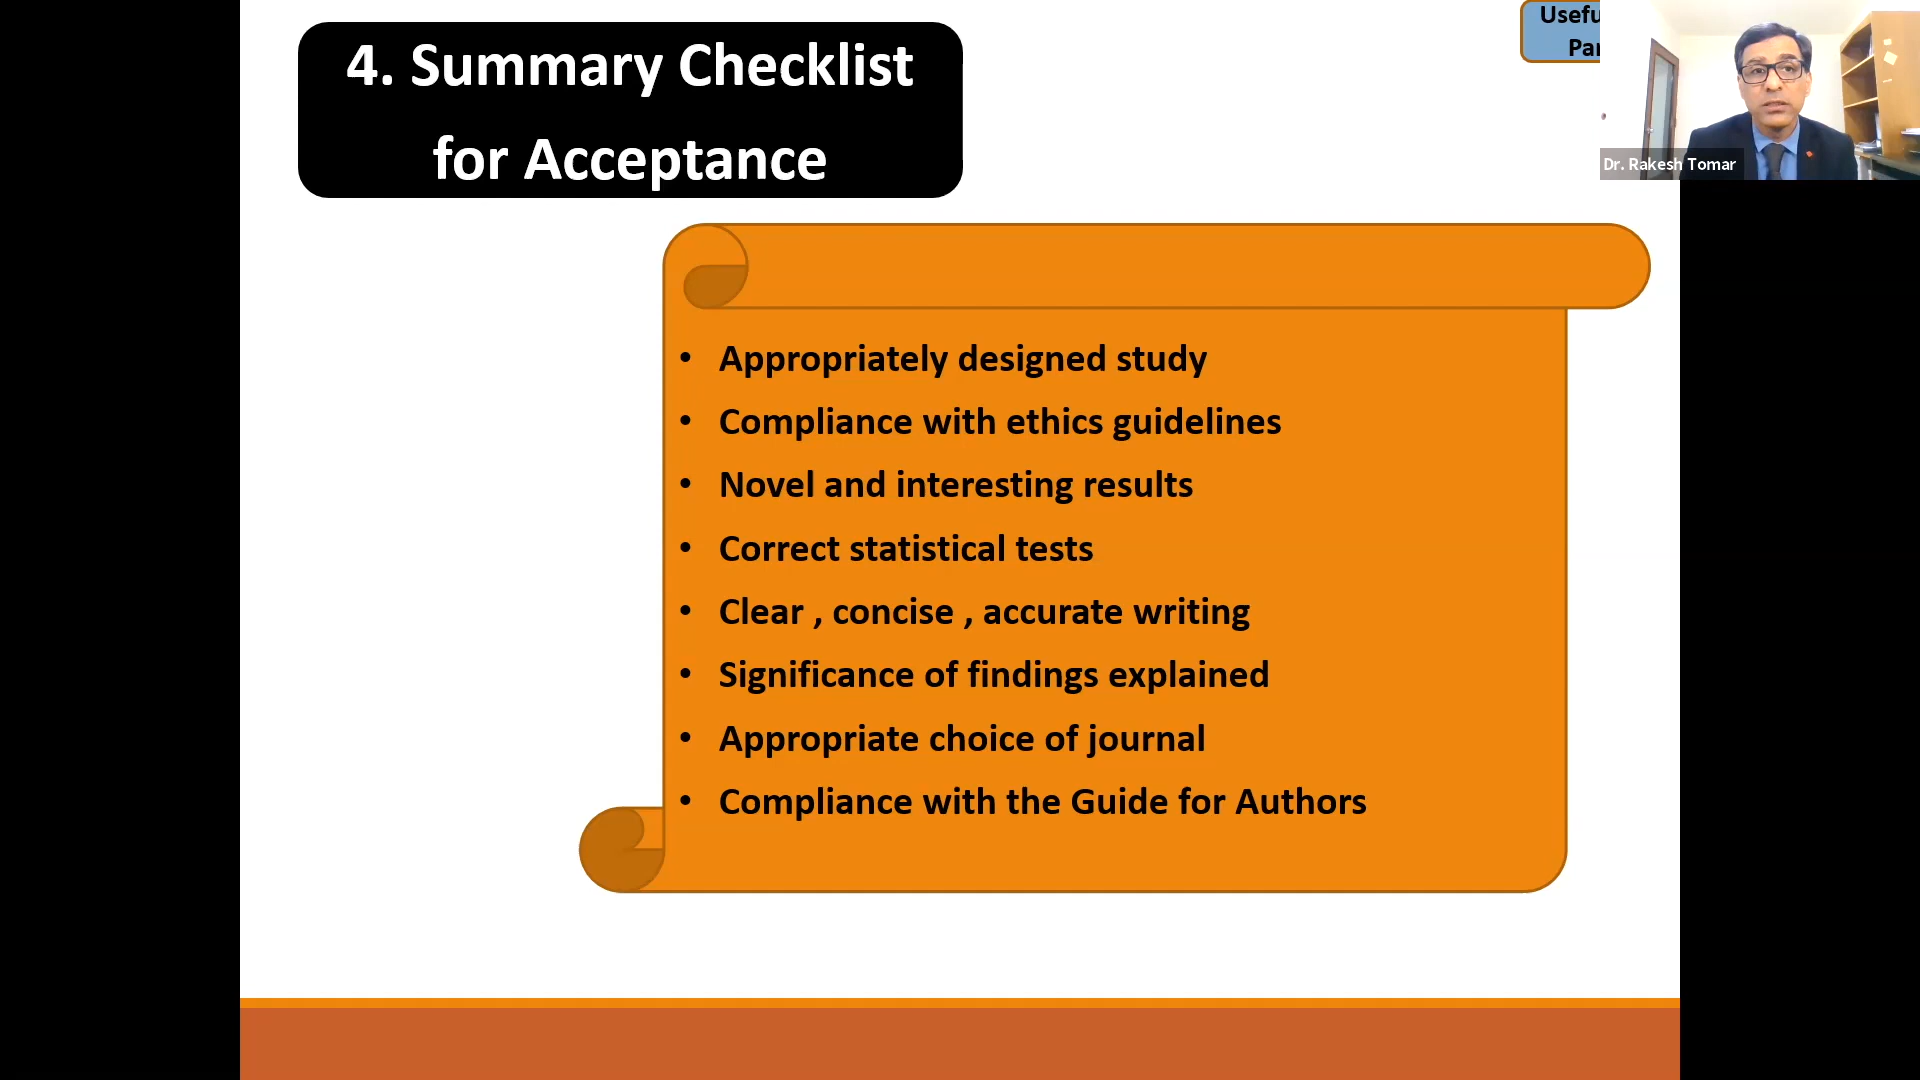 4. Summary Checklist
for Acceptance
Dr. Rakesh Tomar
• Appropriately designed study
• Compliance with ethics guidelines
• Novel and interesting results
• Correct statistical tests
• Clear , concise , accurate writing
• Significance of findings explained
• Appropriate choice of journal
• Compliance with the Guide for Authors